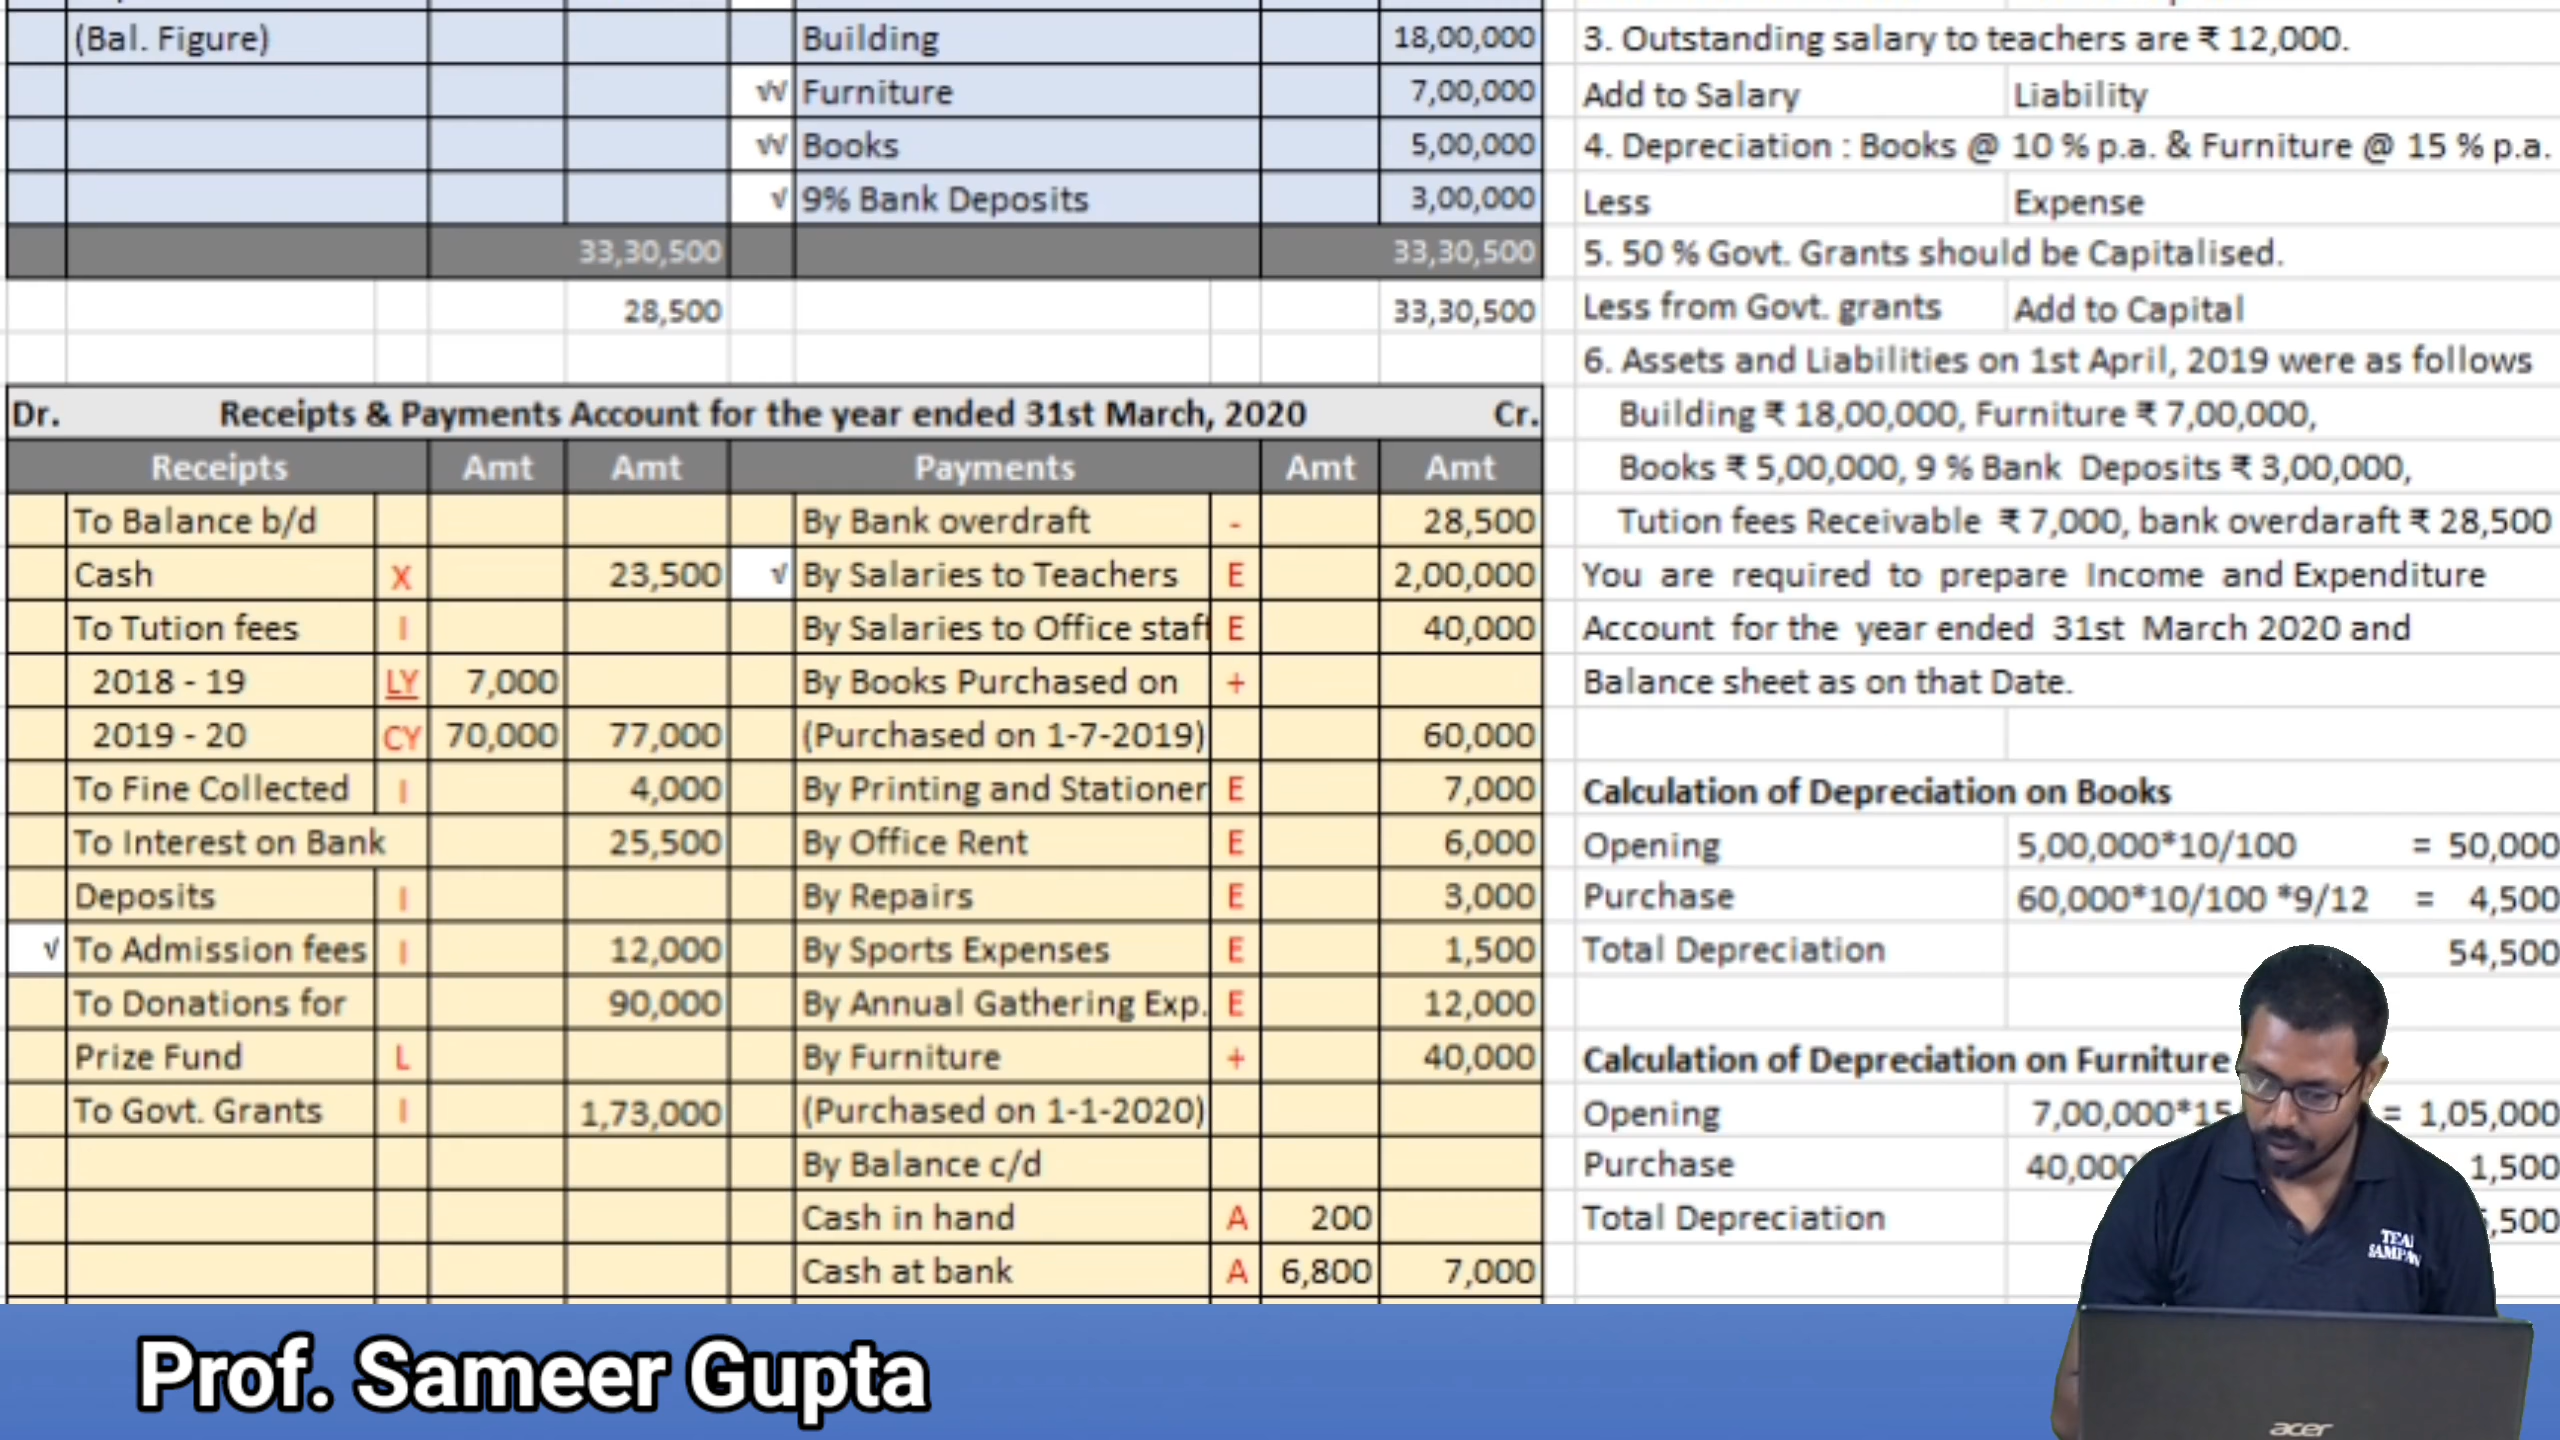 (Bal. Figure) Building 18,00,000 3. Outstanding salary to teachers are ₹ 12,000.
√√ Furniture 7,00,000 Add to Salary Liability
√√ Books 5,00,000 4. Depreciation : Books @ 10 % p.a. & Furniture @ 15 % p.a.
√ 9% Bank Deposits 3,00,000 Less Expense
33,30,500 33,30,500 5. 50 % Govt. Grants should be Capitalised.
28,500 33,30,500 Less from Govt. grants Add to Capital
6. Assets and Liabilities on 1st April, 2019 were as follows
Dr. Receipts & Payments Account for the year ended 31st March, 2020 Cr. Building ₹ 18,00,000, Furniture ₹ 7,00,000,
Receipts Amt Amt Payments Amt Amt Books ₹ 5,00,000, 9 % Bank Deposits ₹ 3,00,000,
To Balance b/d By Bank overdraft - 28,500 Tution fees Receivable ₹ 7,000, bank overdaraft ₹ 28,500
Cash X 23,500 √ By Salaries to Teachers E 2,00,000 You are required to prepare Income and Expenditure
To Tution fees I By Salaries to Office staff E 40,000 Account for the year ended 31st March 2020 and
2018 - 19 LY 7,000 By Books Purchased on + Balance sheet as on that Date.
2019 - 20 CY 70,000 77,000 (Purchased on 1-7-2019) 60,000
To Fine Collected I 4,000 By Printing and Stationer E 7,000 Calculation of Depreciation on Books
To Interest on Bank 25,500 By Office Rent E 6,000 Opening 5,00,000*10/100 = 50,000
Deposits I By Repairs E 3,000 Purchase 60,000*10/100 *9/12 = 4,500
√ To Admission fees I 12,000 By Sports Expenses E 1,500 Total Depreciation 54,500
To Donations for 90,000 By Annual Gathering Exp. E 12,000
Prize Fund L By Furniture + 40,000 Calculation of Depreciation on Furniture
To Govt. Grants I 1,73,000 (Purchased on 1-1-2020) Opening 7,00,000*15 = 1,05,000
By Balance c/d Purchase 40,000 1,500
Cash in hand A 200 Total Depreciation ,500
Cash at bank A 6,800 7,000
Prof. Sameer Gupta
acer